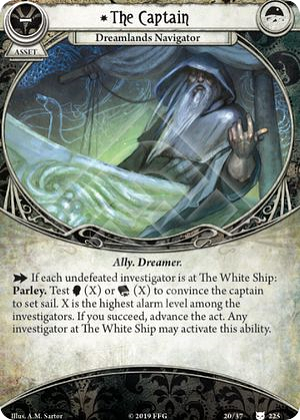 *The Captain
Dreamlands Navigator
ASSET
Ally. Dreamer.
If each undefeated investigator is at The White Ship:
Parley. Test (X) or (X) to convince the captain
to set sail. X is the highest alarm level among the
investigators. If you succeed, advance the act. Any
investigator at The White Ship may activate this ability.
Illus. A.M. Sartor
© 2019 FFG
20/37
225